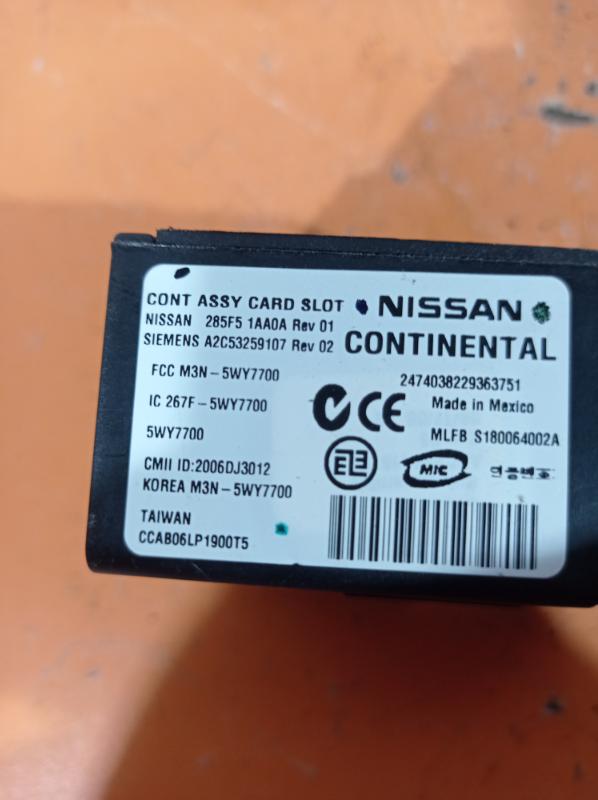 CONT ASSY CARD SLOT NISSAN
NISSAN 285F5 1AA0A Rev 01
SIEMENS A2C53259107 Rev 02 CONTINENTAL
FCC M3N-5WY7700
2474038229363751
IC 267F-5WY7700
CE
Made in Mexico
5WY7700
MLFB S180064002A
CMII ID:2006DJ3012
MIC
KOREA M3N-5WY7700
TAIWAN
CCAB06LP1900T5